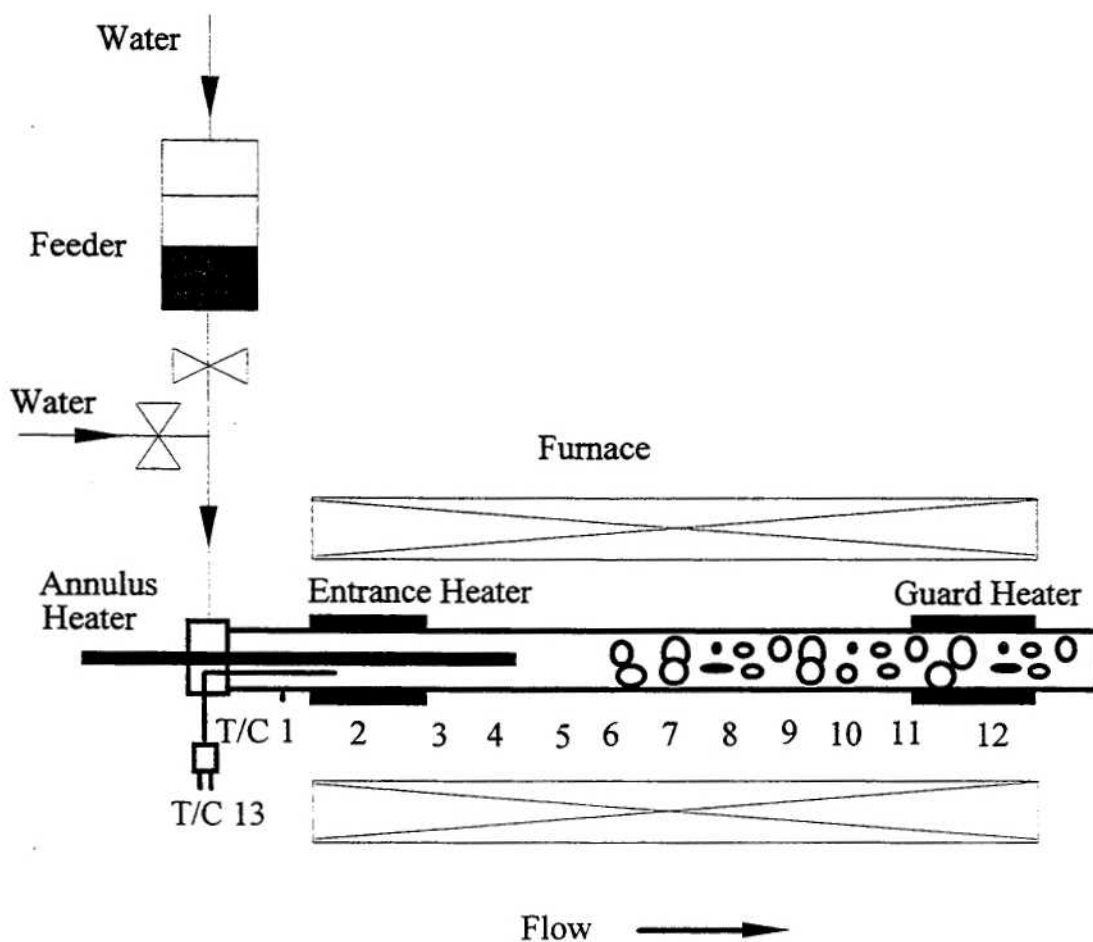 Water
Feeder
Water
Furnace
Annulus
Heater
Entrance Heater
Guard Heater
T/C 1 2 3 4 5 6 7 8 9 10 11 12
T/C 13
Flow